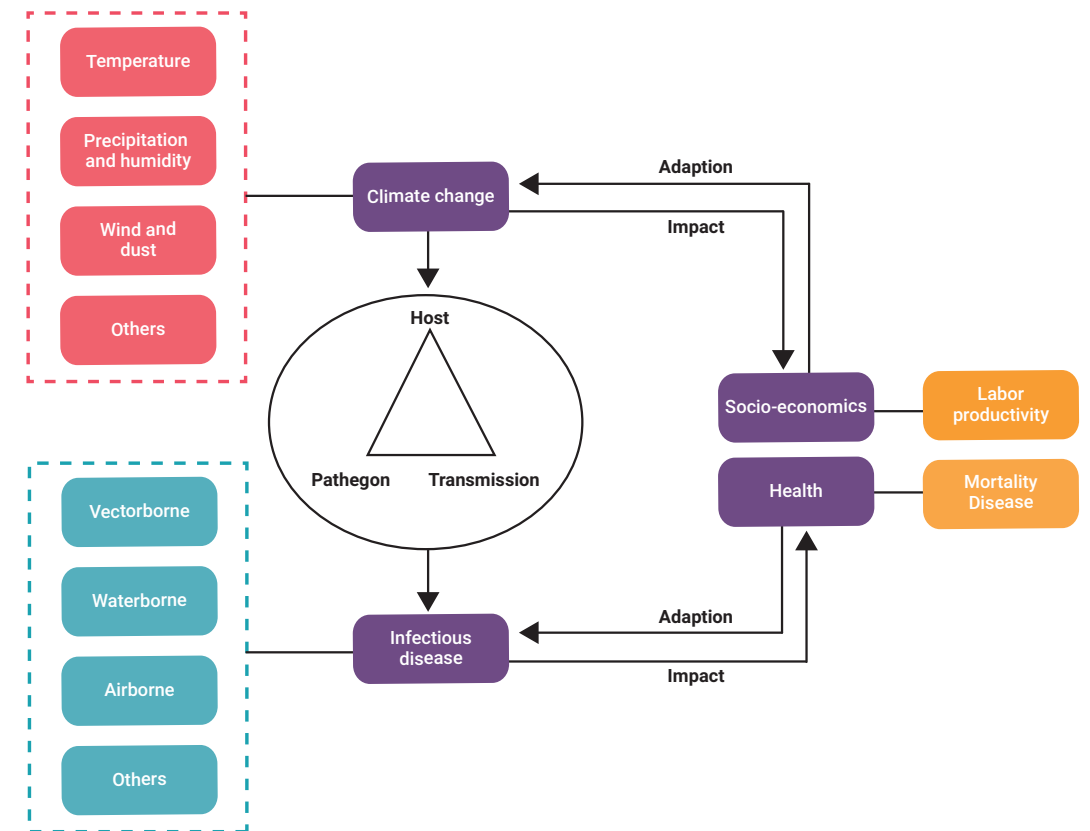 Temperature
Precipitation
and humidity
Wind and
dust
Others
Climate change
Adaption
Impact
Host
Pathegon
Transmission
Socio-economics
Labor
productivity
Health
Mortality
Disease
Vectorborne
Waterborne
Airborne
Others
Infectious
disease
Adaption
Impact